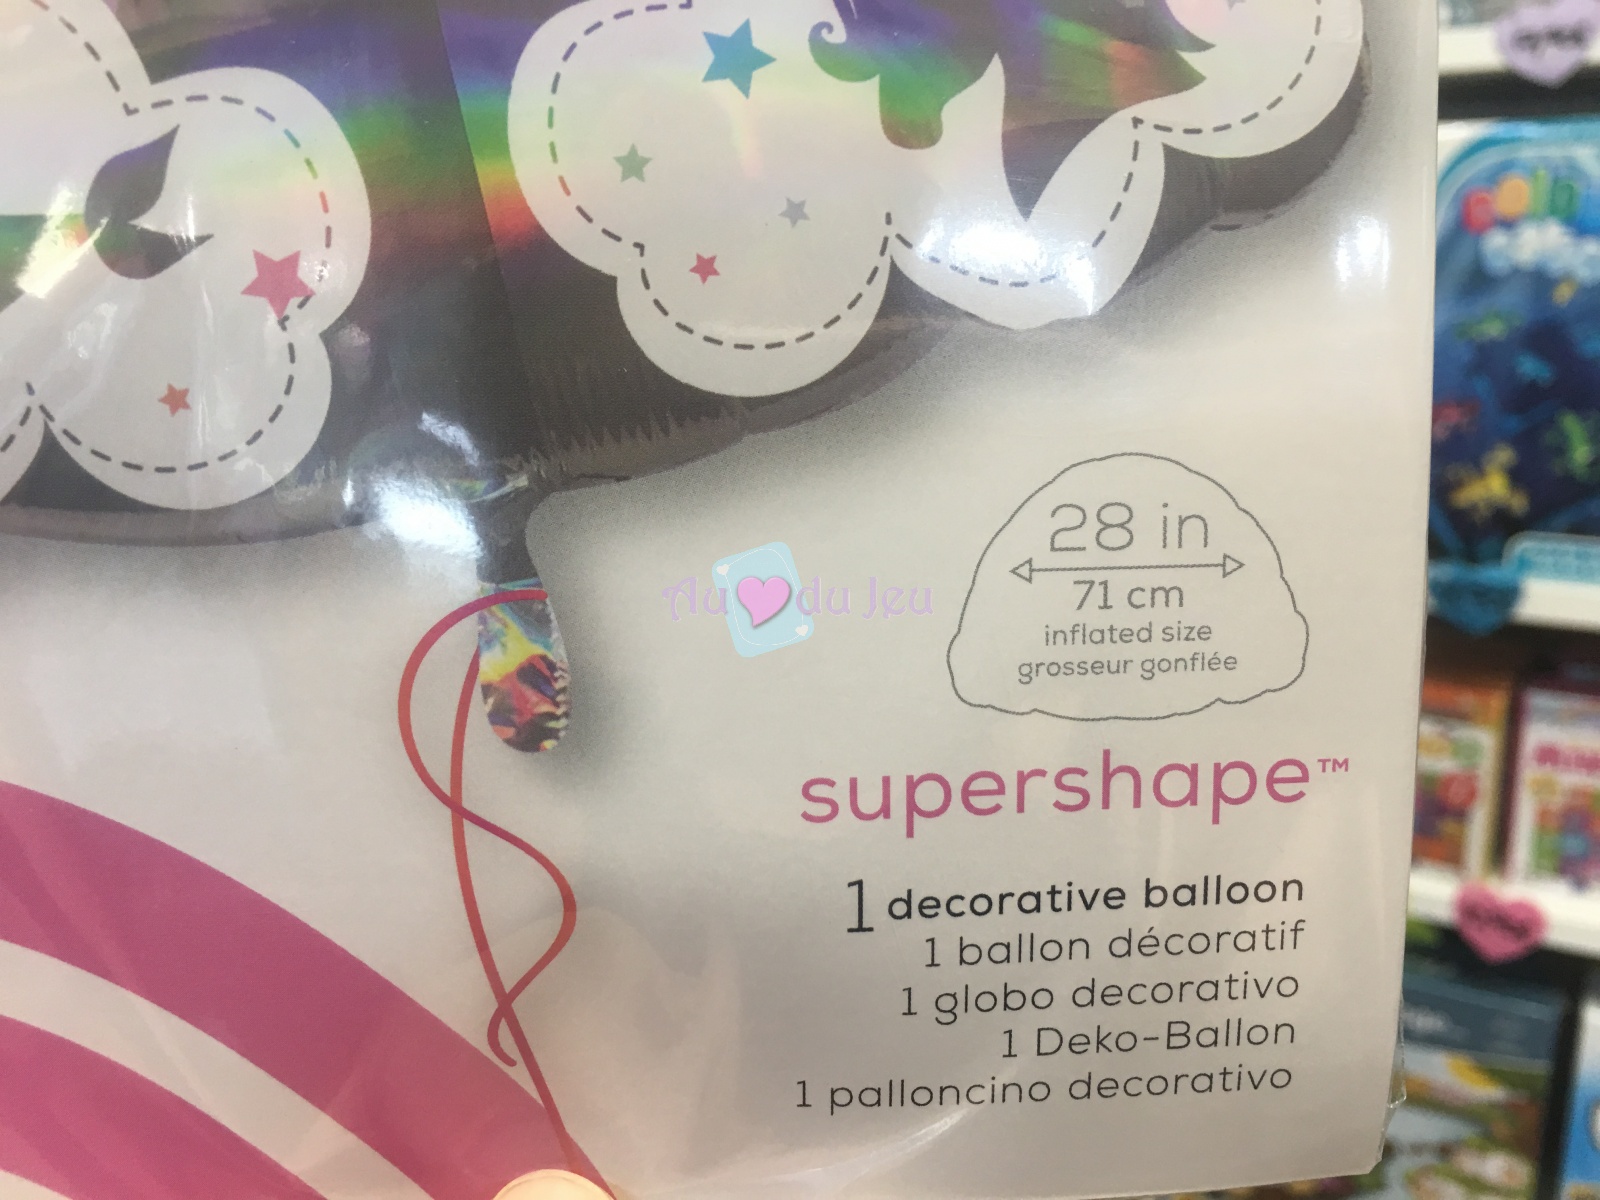 28 in
71 cm
inflated size
grosseur gonflée
Au du Jeu
supershape™
1 decorative balloon
1 ballon décoratif
1 globo decorativo
1 Deko-Ballon
1 palloncino decorativo